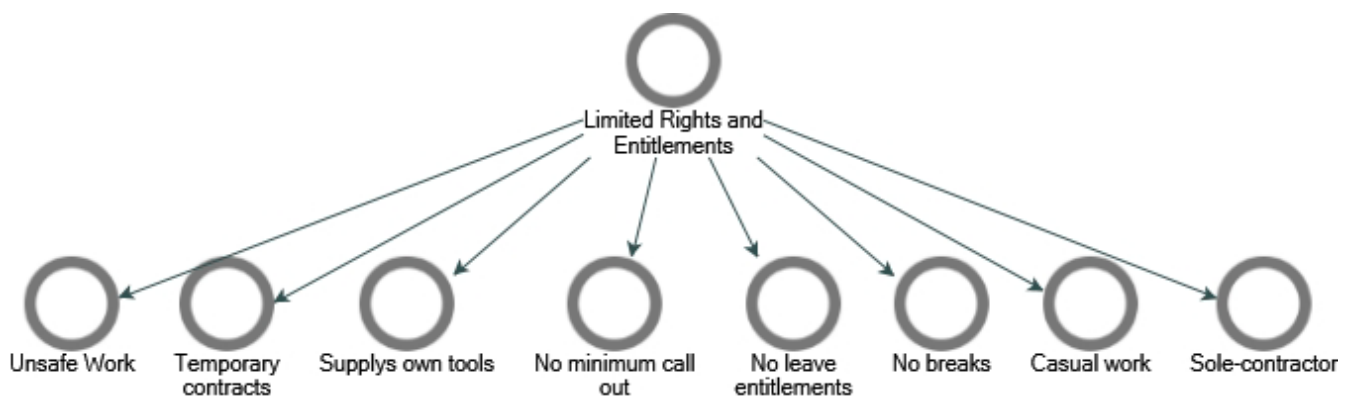 Limited Rights and
Entitlements
Unsafe Work
Temporary
contracts
Supplys own tools
No minimum call
out
No leave
entitlements
No breaks
Casual work
Sole-contractor